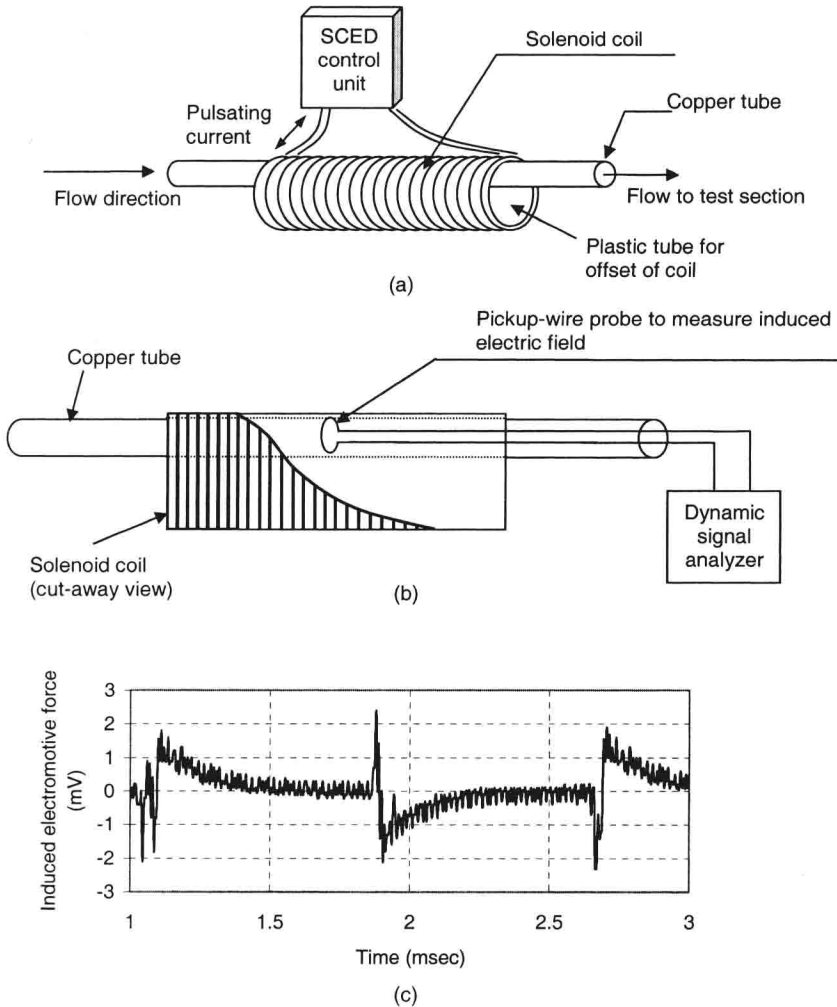 SCED
control
unit
Solenoid coil
Copper tube
Pulsating
current
Flow direction
Flow to test section
Plastic tube for
offset of coil
(a)
Pickup-wire probe to measure induced
electric field
Copper tube
Dynamic
signal
analyzer
Solenoid coil
(cut-away view)
(b)
Induced electromotive force
(mV)
3
2
1
0
-1
-2
-3
1
1.5
2
2.5
3
Time (msec)
(c)